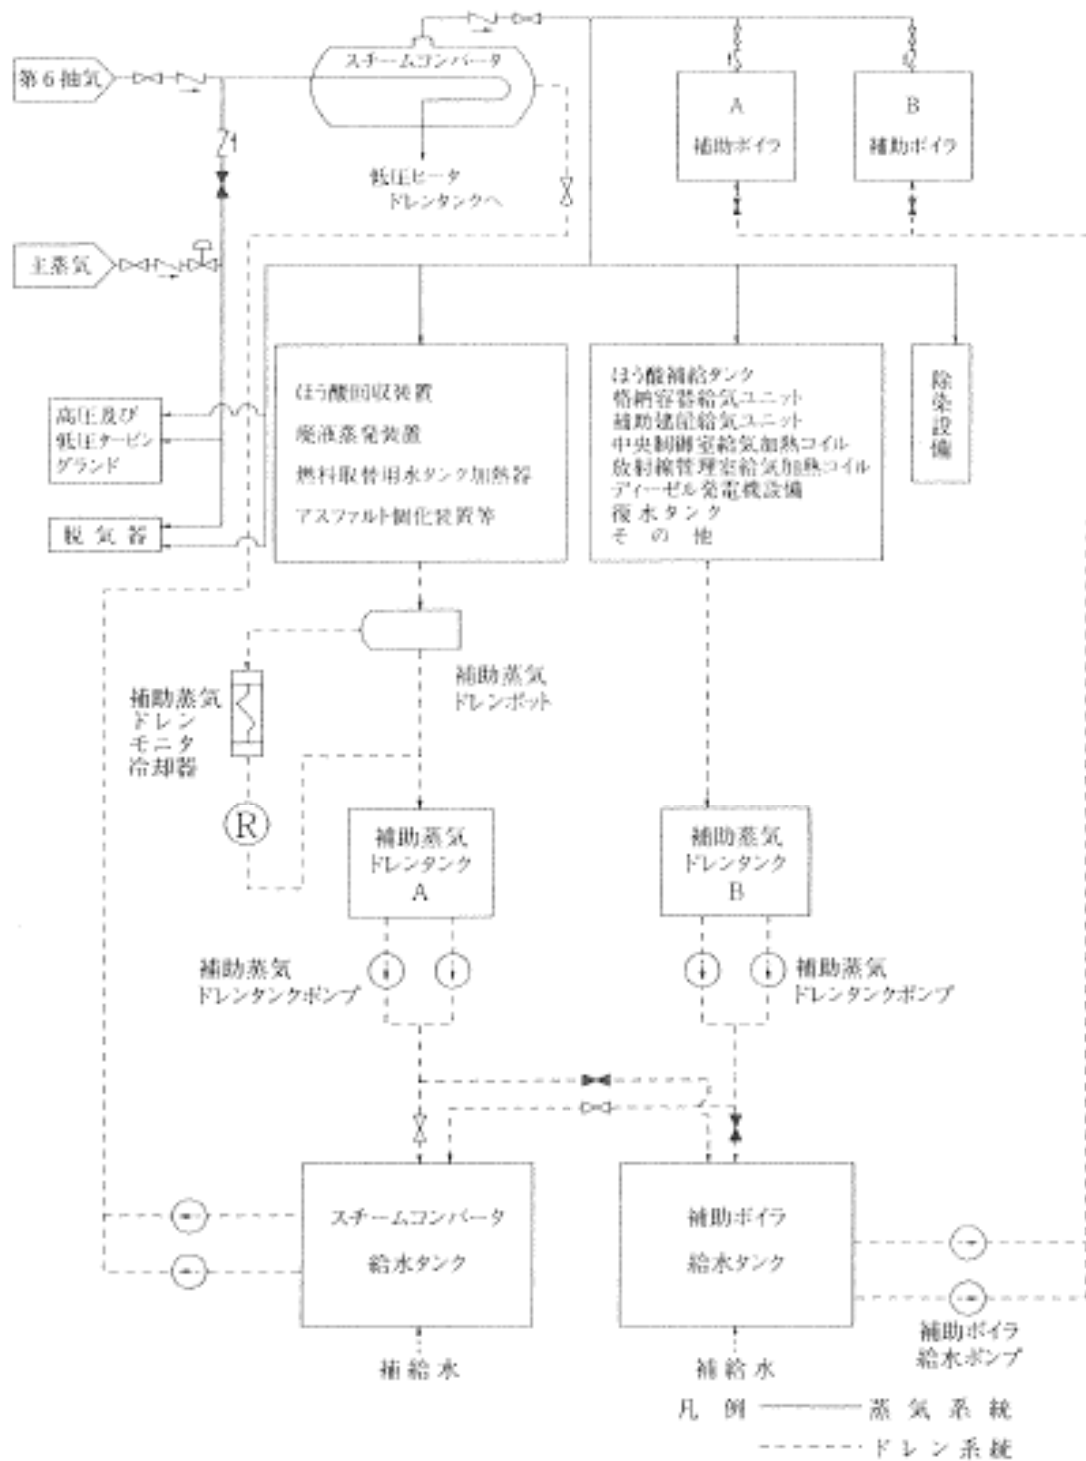 スチームコンバータ
第6抽気
A
補助ボイラ
B
補助ボイラ
低圧ヒータ
ドレンタンクへ
主蒸気
高圧及び
低圧タービン
グランド
脱気器
ほう酸回収装置
廃液蒸発装置
燃料取替用水タンク加熱器
アスファルト固化装置等
ほう酸補給タンク
格納容器給気ユニット
補助建屋給気ユニット
中央制御室給気加熱コイル
放射線管理室給気加熱コイル
ディーゼル発電機設備
復水タンク
その他
除染設備
補助蒸気
ドレンポット
補助蒸気
ドレン
モニタ
冷却器
R
補助蒸気
ドレンタンク
A
補助蒸気
ドレンタンク
B
補助蒸気
ドレンタンクポンプ
補助蒸気
ドレンタンクポンプ
スチームコンバータ
給水タンク
補助ボイラ
給水タンク
補助ボイラ
給水ポンプ
補給水
補給水
凡例 蒸気系統
ドレン系統